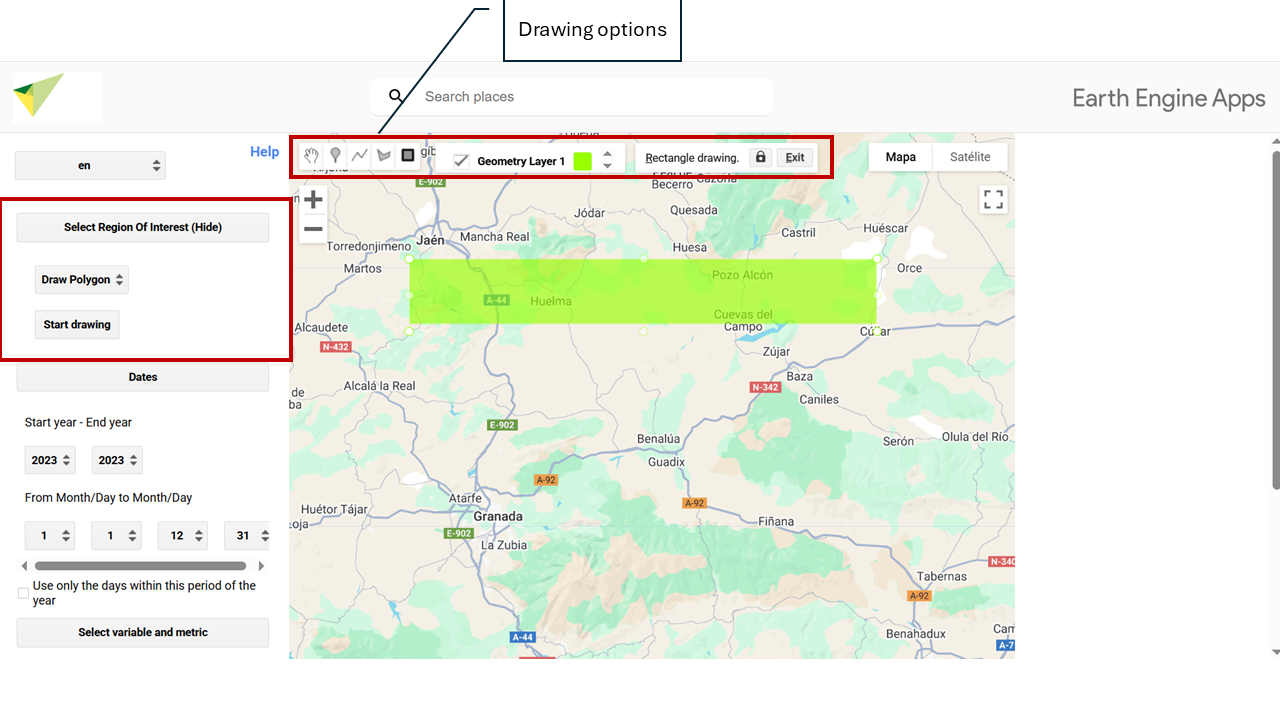 Drawing options
Search places
Earth Engine Apps
en
Help
Select Region Of Interest (Hide)
Draw Polygon
Start drawing
Dates
Start year - End year
2023 2023
From Month/Day to Month/Day
1 1 12 31
Use only the days within this period of the
year
Select variable and metric
Geometry Layer 1
Rectangle drawing.
Exit
Mapa
Satélite
+
−
E-902
Becerro
Jódar
Quesada
Castril
Huéscar
Torredonjimeno
Jaén
Mancha Real
Huesa
Martos
Orce
Pozo Alcón
A-44
Huelma
Cuevas del
Campo
Alcaudete
Cúllar
N-432
Zújar
Alcalá la Real
Baza
N-342
Caniles
de
ba
E-902
Benalúa
Serón
Olula del Río
Guadix
A-92
Atarfe
A-92
Huétor Tájar
Granada
Loja
Fiñana
E-902
La Zubia
N-340
Tabernas
A-92
Benahadux
A-44
A-7